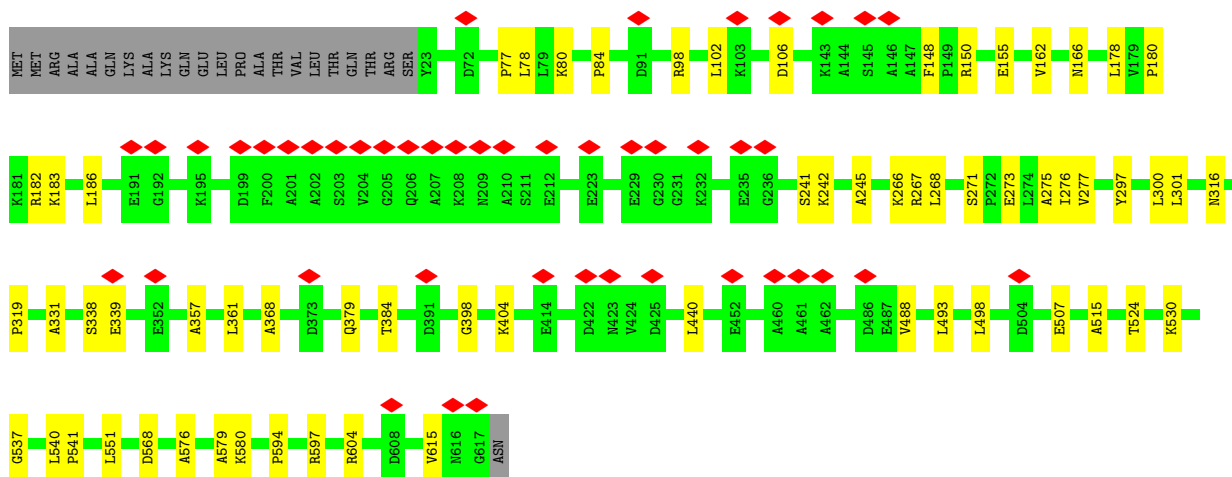 MET MET ARG ALA ALA GLN LYS ALA LYS GLN GLU LEU PRO ALA THR VAL LEU THR GLN THR ARG SER Y23 D72 P77 L78 L79 K80 P84 D91 R98 L102 K103 D106 K143 A144 S145 A146 A147 F148 P149 R150 E155 V162 N166 L178 V179 P180
K181 R182 K183 L186 E191 G192 K195 D199 F200 A201 A202 S203 V204 G205 Q206 A207 K208 N209 A210 S211 E212 E223 E229 G230 G231 K232 E235 G236 S241 K242 A245 K266 R267 L268 S271 P272 E273 L274 A275 I276 V277 Y297 L300 L301 N316
P319 A331 S338 E339 E352 A357 L361 A368 D373 Q379 T384 D391 G398 K404 E414 D422 N423 V424 D425 L440 E452 A460 A461 A462 D486 E487 V488 L493 L498 D504 E507 A515 T524 K530
G537 L540 P541 L551 D568 A576 A579 K580 P594 R597 R604 D608 V615 N616 G617 ASN